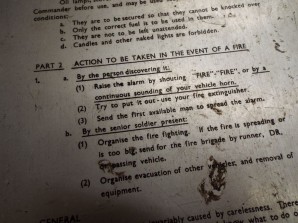 Oil lamps,
Commander before use, and may be used
conditions:-
a. They are to be secured so that they cannot be knocked over
b. Only the correct fuel is to be used in them.
c. They are not to be left unattended.
d. Candles and other naked lights are forbidden.
PART 2 ACTION TO BE TAKEN IN THE EVENT OF A FIRE
1. a. By the person discovering it:
(1) Raise the alarm by shouting "FIRE"-"FIRE", or by a
continuous sounding of your vehicle horn.
(2) Try to put it out - use your fire extinguisher.
(3) Send the first available man to spread the alarm.
b. By the senior soldier present:
(1) Organise the fire fighting. If the fire is spreading or
is too big, send for the fire brigade by runner, DR,
passing vehicle.
(2) Organise evacuation of other vehicles, and removal of
equipment.
GENERAL
caused by carelessness. There
what to do